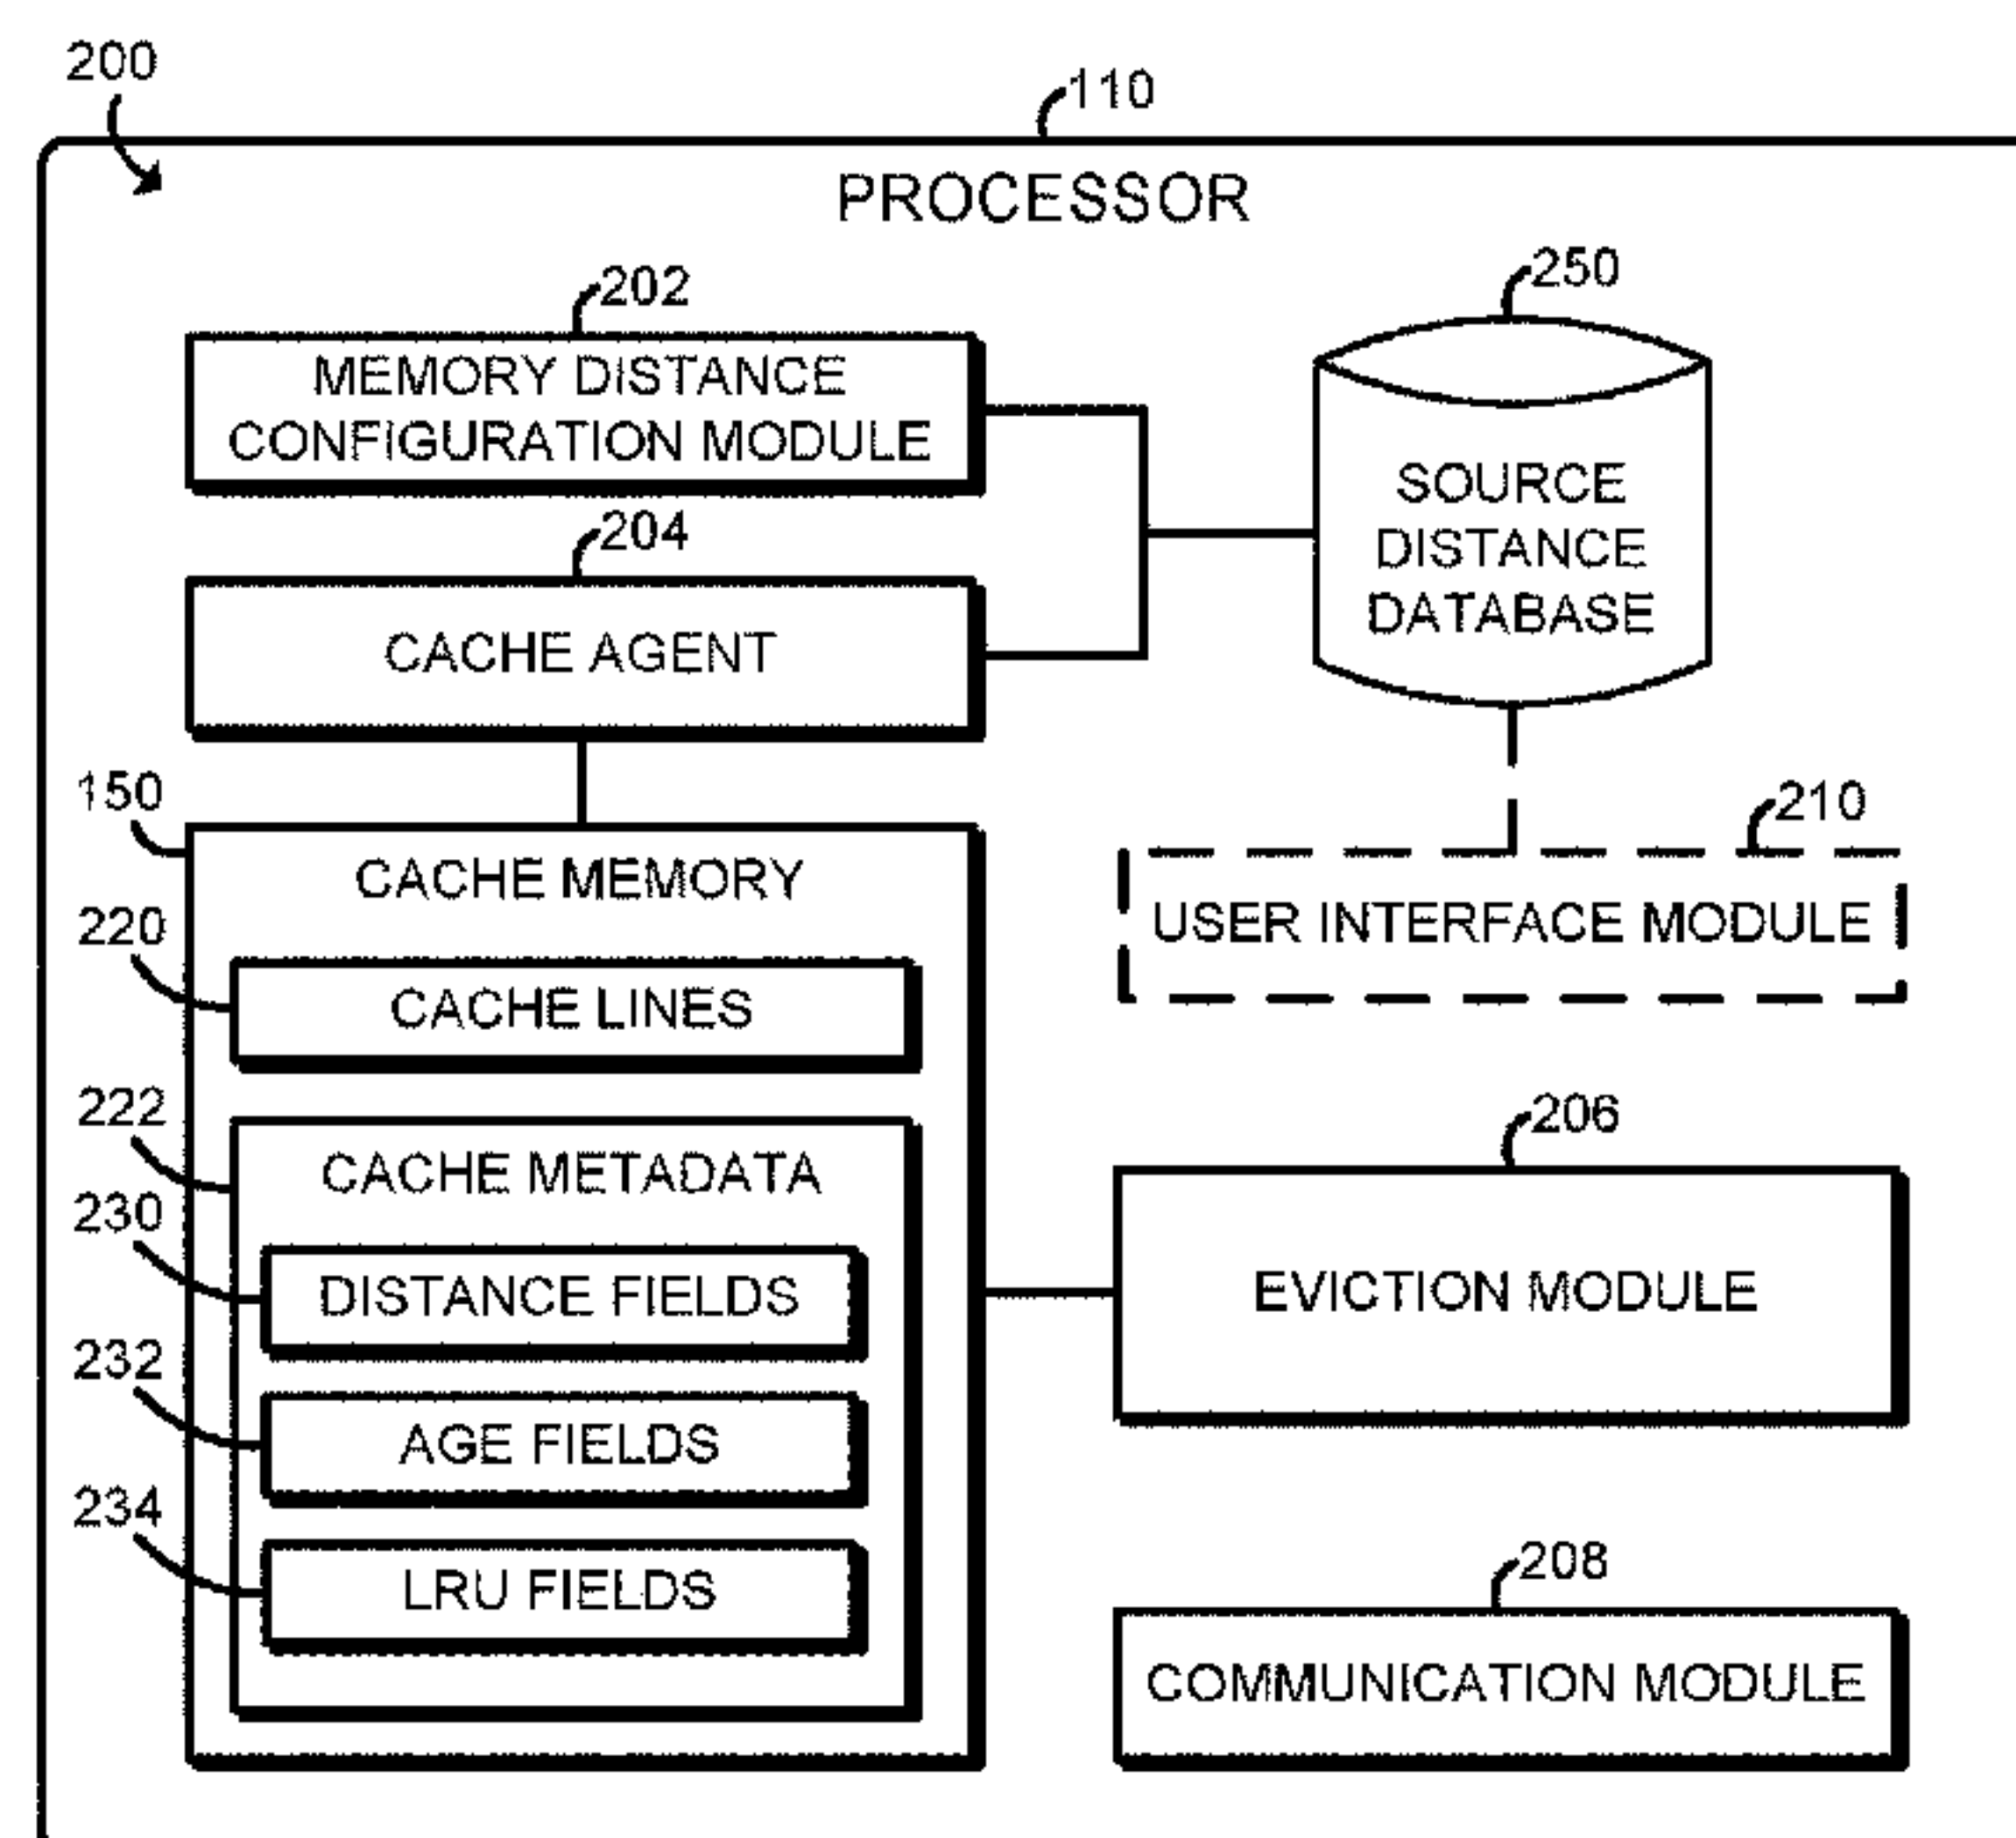 200
110
PROCESSOR
202
250
MEMORY DISTANCE
CONFIGURATION MODULE
SOURCE
DISTANCE
DATABASE
204
CACHE AGENT
150
210
CACHE MEMORY
USER INTERFACE MODULE
220
CACHE LINES
222
206
CACHE METADATA
230
DISTANCE FIELDS
EVICTION MODULE
232
AGE FIELDS
234
208
LRU FIELDS
COMMUNICATION MODULE